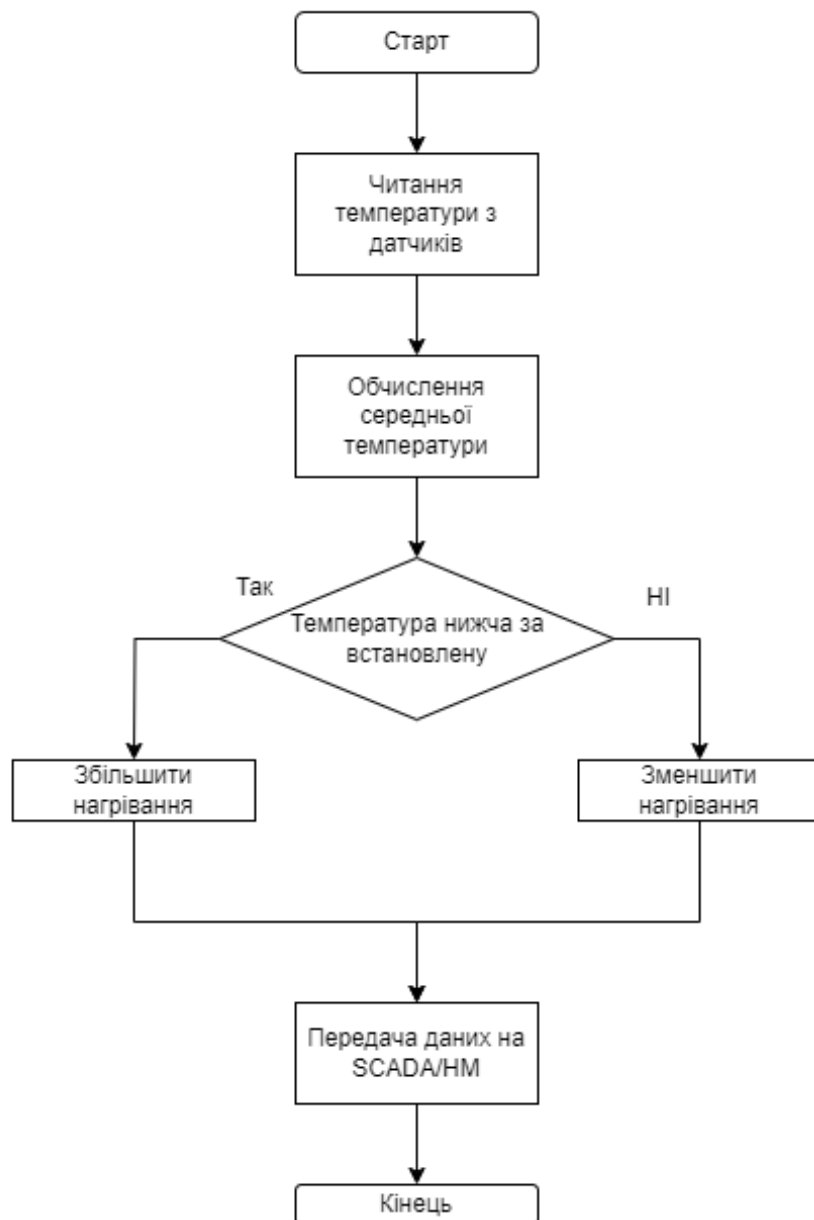 Старт
Читання
температури з
датчиків
Обчислення
середньої
температури
Так
НІ
Температура нижча за
встановлену
Збільшити
нагрівання
Зменшити
нагрівання
Передача даних на
SCADA/HM
Кінець